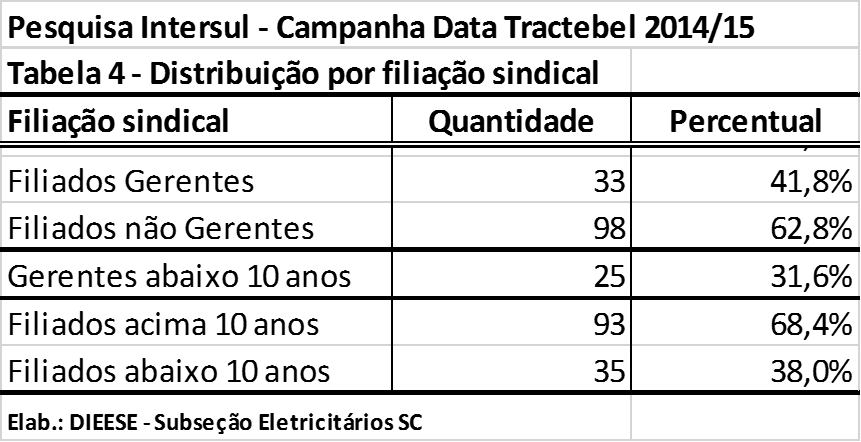 Pesquisa Intersul - Campanha Data Tractebel 2014/15
Tabela 4 - Distribuição por filiação sindical
Filiação sindical Quantidade Percentual
Filiados Gerentes 33 41,8%
Filiados não Gerentes 98 62,8%
Gerentes abaixo 10 anos 25 31,6%
Filiados acima 10 anos 93 68,4%
Filiados abaixo 10 anos 35 38,0%
Elab.: DIEESE - Subseção Eletricitários SC